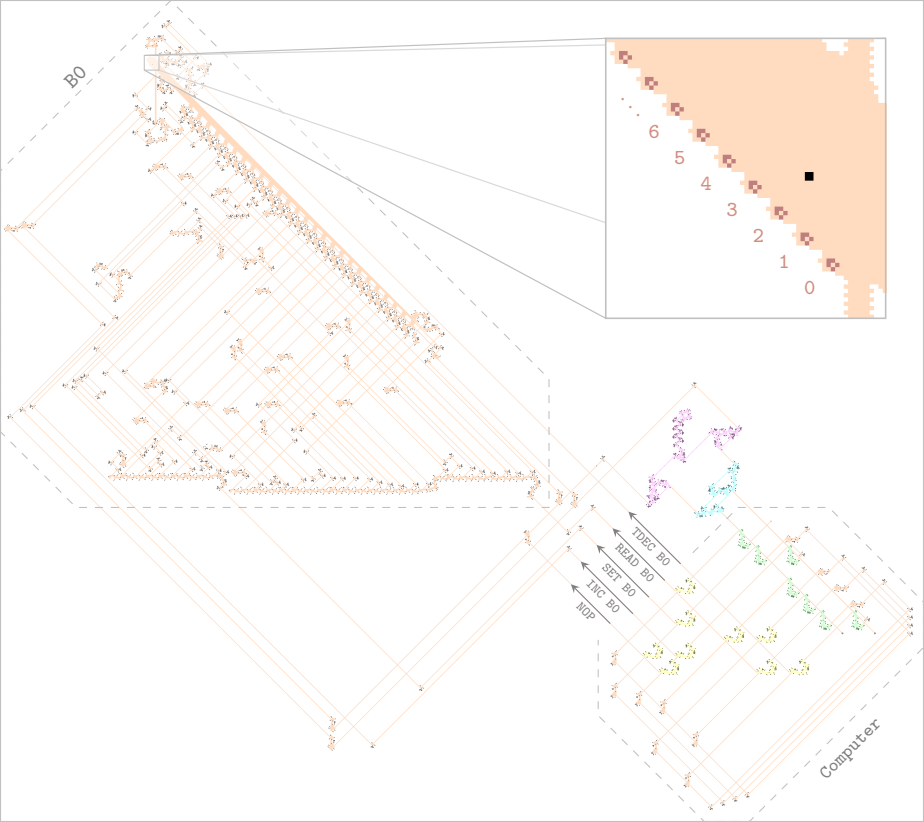 B0
6
5
4
3
2
1
0
TDEC B0
READ B0
SET B0
INC B0
NOP
Computer